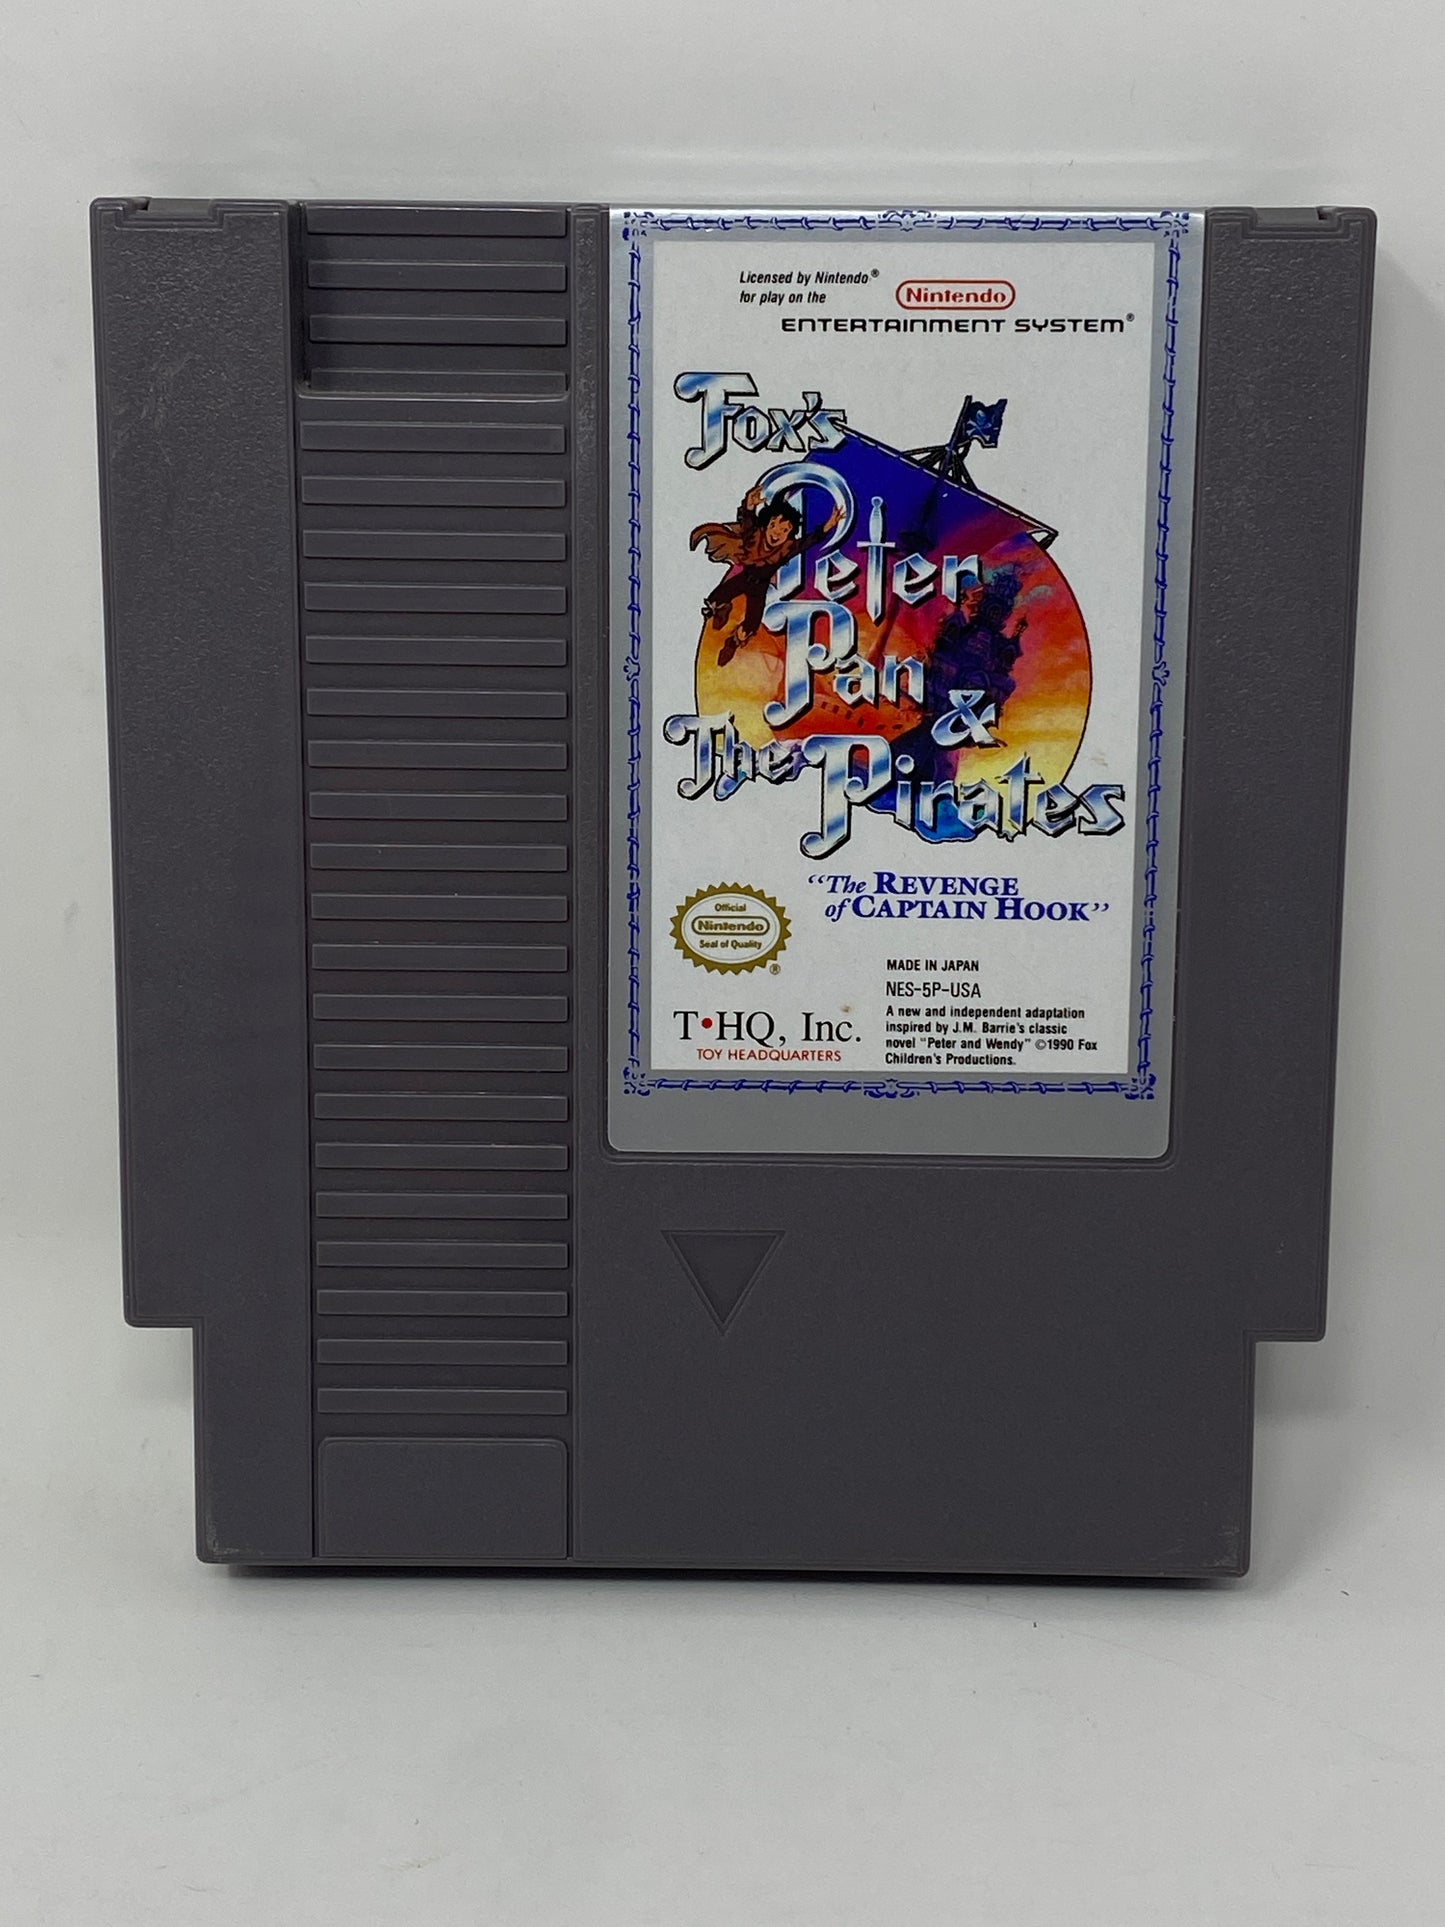 Licensed by Nintendo®
for play on the
Nintendo
ENTERTAINMENT SYSTEM®
Fox's
Peter
Pan &
The Pirates
"The REVENGE
of CAPTAIN HOOK"
Official
Nintendo
Seal of Quality
®
MADE IN JAPAN
NES-5P-USA
T•HQ, Inc.
TOY HEADQUARTERS
A new and independent adaptation
inspired by J.M. Barrie's classic
novel "Peter and Wendy" ©1990 Fox
Children's Productions.